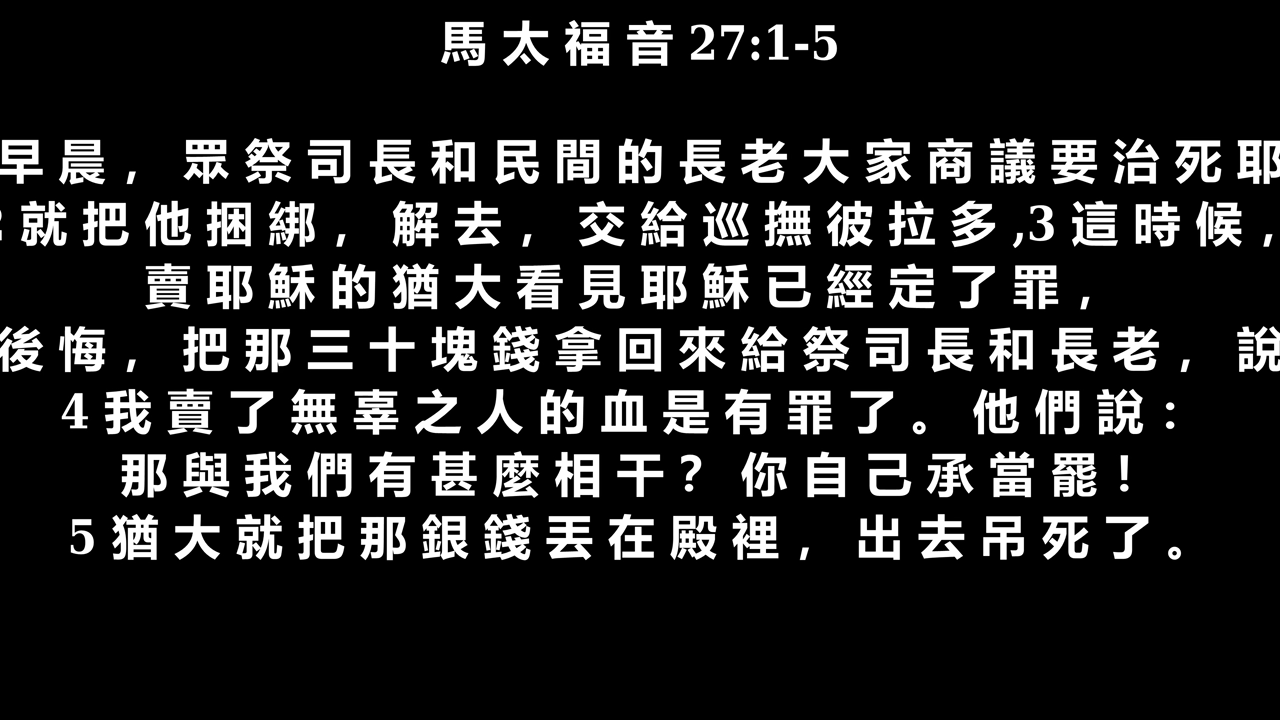 馬太福音27:1-5
早晨，眾祭司長和民間的長老大家商議要治死耶
就把他捆綁，解去，交給巡撫彼拉多,3這時候，
賣耶穌的猶大看見耶穌已經定了罪，
後悔，把那三十塊錢拿回來給祭司長和長老，說
4我賣了無辜之人的血是有罪了。他們說：
那與我們有甚麼相干？你自己承當罷！
5猶大就把那銀錢丟在殿裡，出去吊死了。